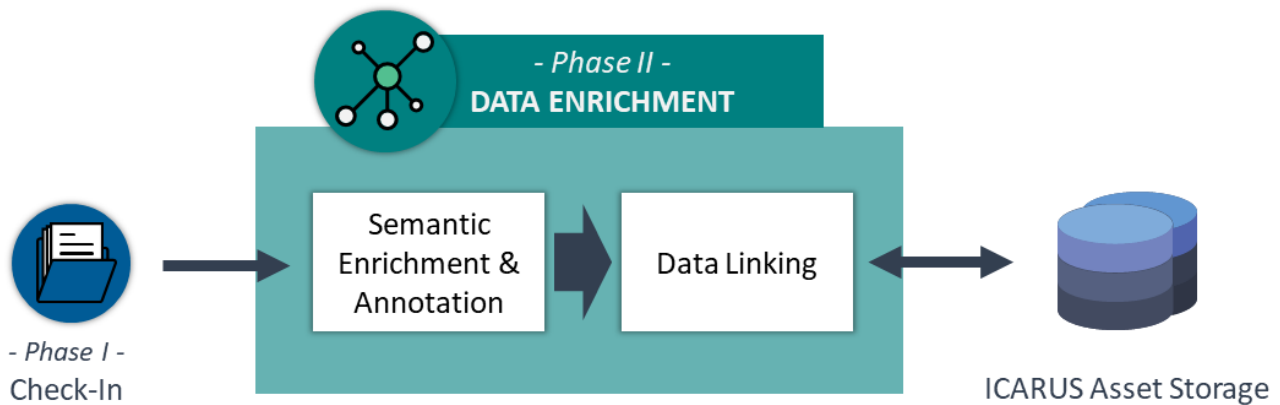 - Phase II -
DATA ENRICHMENT
Semantic
Enrichment &
Annotation
Data Linking
- Phase I -
Check-In
ICARUS Asset Storage